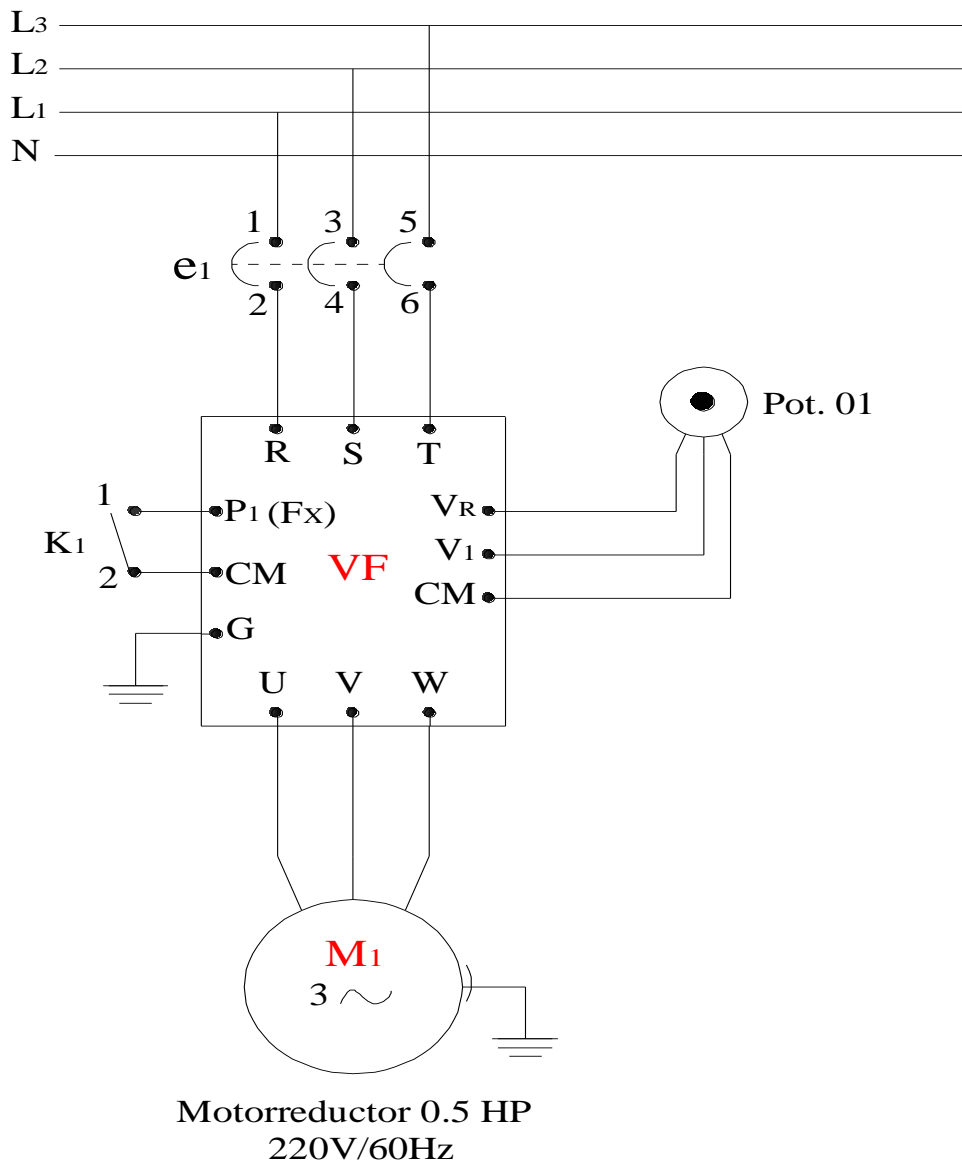 L3
L2
L1
N
1 3 5
e1
2 4 6
Pot. 01
R S T
1
P1 (Fx)
VR
K1
VF
V1
2
CM
CM
G
U V W
M1
3 ~
Motorreductor 0.5 HP
220V/60Hz